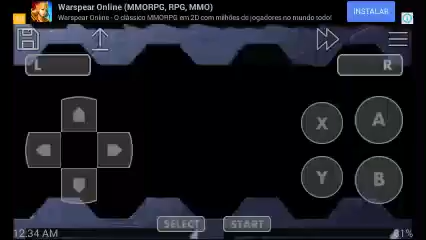 Warspear Online (MMORPG, RPG, MMO)
Warspear Online - O clássico MMORPG em 2D com milhões de jogadores no mundo todo!
INSTALAR
L
R
X
A
Y
B
SELECT
START
12:34 AM
81%